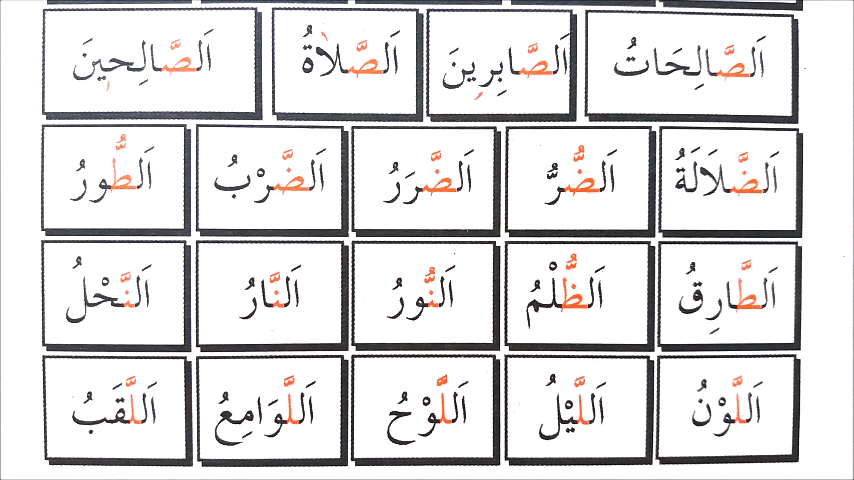 اَلصَّالِحَاتُ اَلصَّابِرِينَ اَلصَّلَاةُ اَلصَّالِحِينَ
اَلضَّلَالَةُ اَلضُّرُّ اَلضَّرَرُ اَلضَّرْبُ اَلطُّورُ
اَلطَّارِقُ اَلظُّلْمُ اَلنُّورُ اَلنَّارُ اَلنَّحْلُ
اَللَّوْنُ اَللَّيْلُ اَللَّوْحُ اَللَّوَامِعُ اَللَّقَبُ